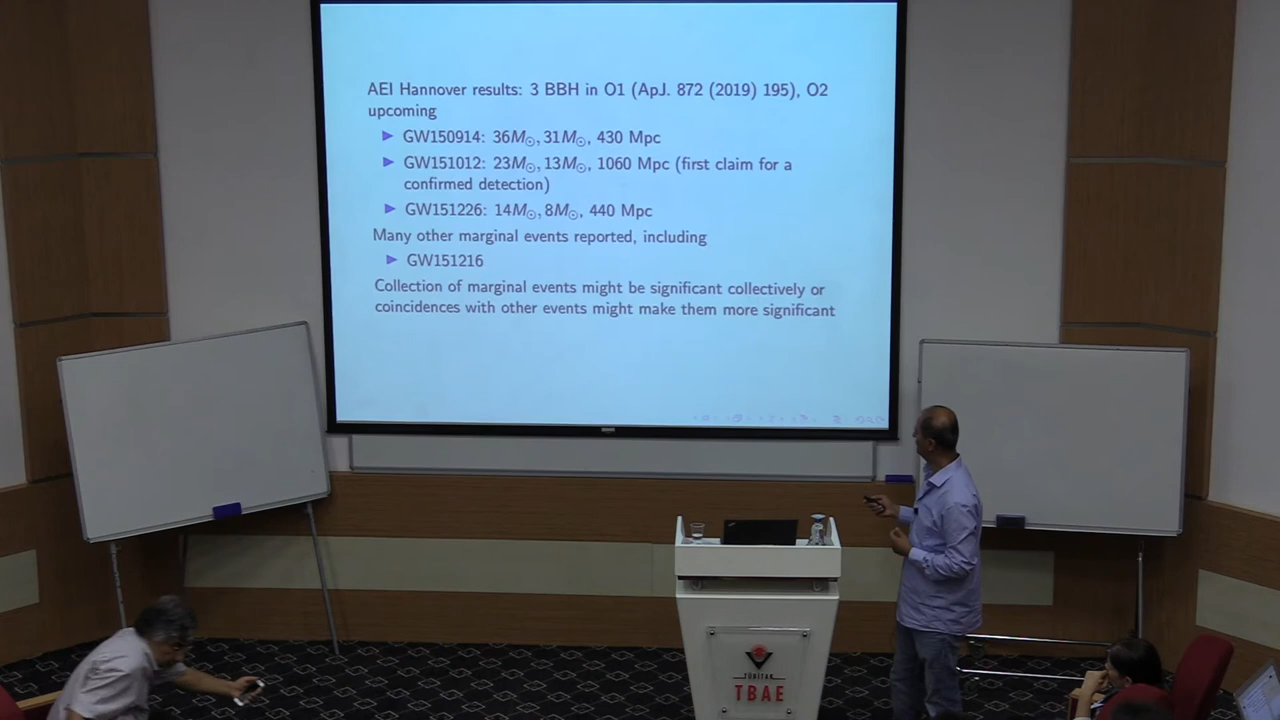 AEI Hannover results: 3 BBH in O1 (ApJ. 872 (2019) 195), O2
upcoming
▶ GW150914: 36M⊙, 31M⊙, 430 Mpc
▶ GW151012: 23M⊙, 13M⊙, 1060 Mpc (first claim for a
confirmed detection)
▶ GW151226: 14M⊙, 8M⊙, 440 Mpc
Many other marginal events reported, including
▶ GW151216
Collection of marginal events might be significant collectively or
coincidences with other events might make them more significant
TÜBİTAK
TBAE